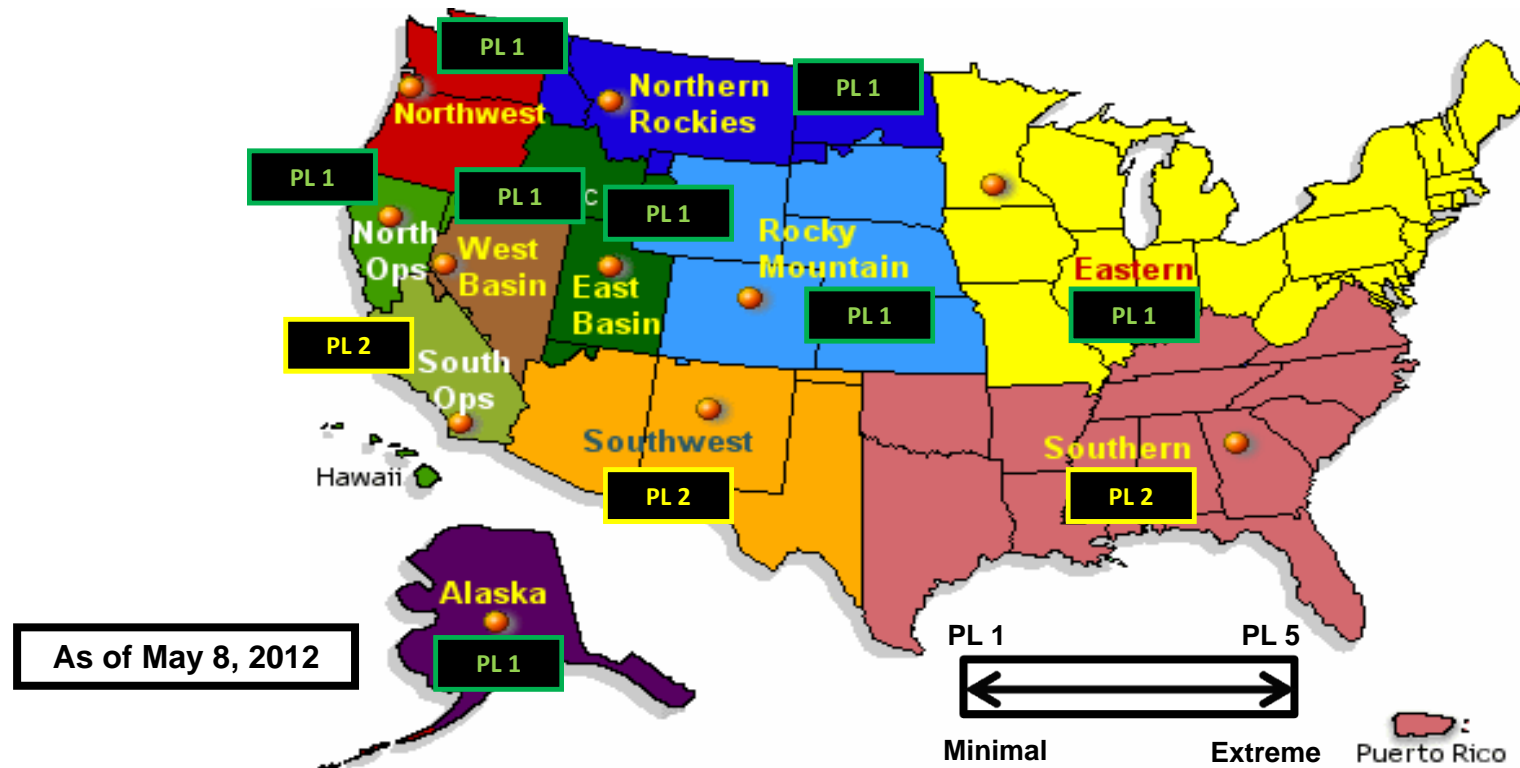 PL 1
Northern
Rockies
PL 1
Northwest
PL 1
PL 1
c
PL 1
North
Ops
West
Basin
Rocky
Mountain
East
Basin
Eastern
PL 1
PL 1
PL 2
South
Ops
Southwest
Southern
Hawaii
PL 2
PL 2
Alaska
PL 1
As of May 8, 2012
PL 1
PL 5
Minimal
Extreme
Puerto Rico